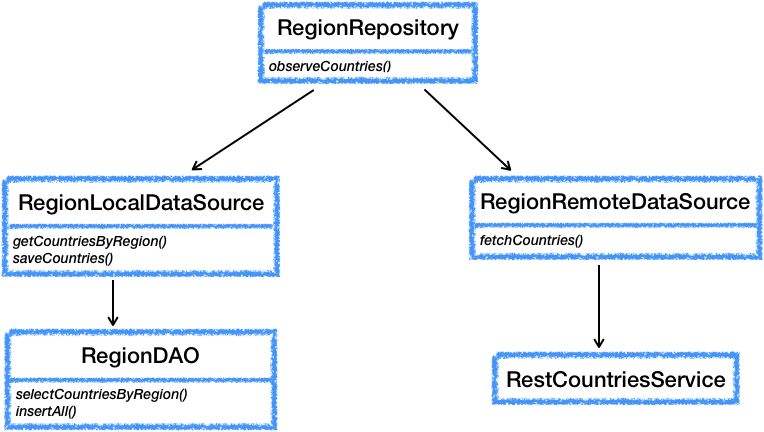 RegionRepository
observeCountries()
RegionLocalDataSource
getCountriesByRegion()
saveCountries()
RegionRemoteDataSource
fetchCountries()
RegionDAO
selectCountriesByRegion()
insertAll()
RestCountriesService